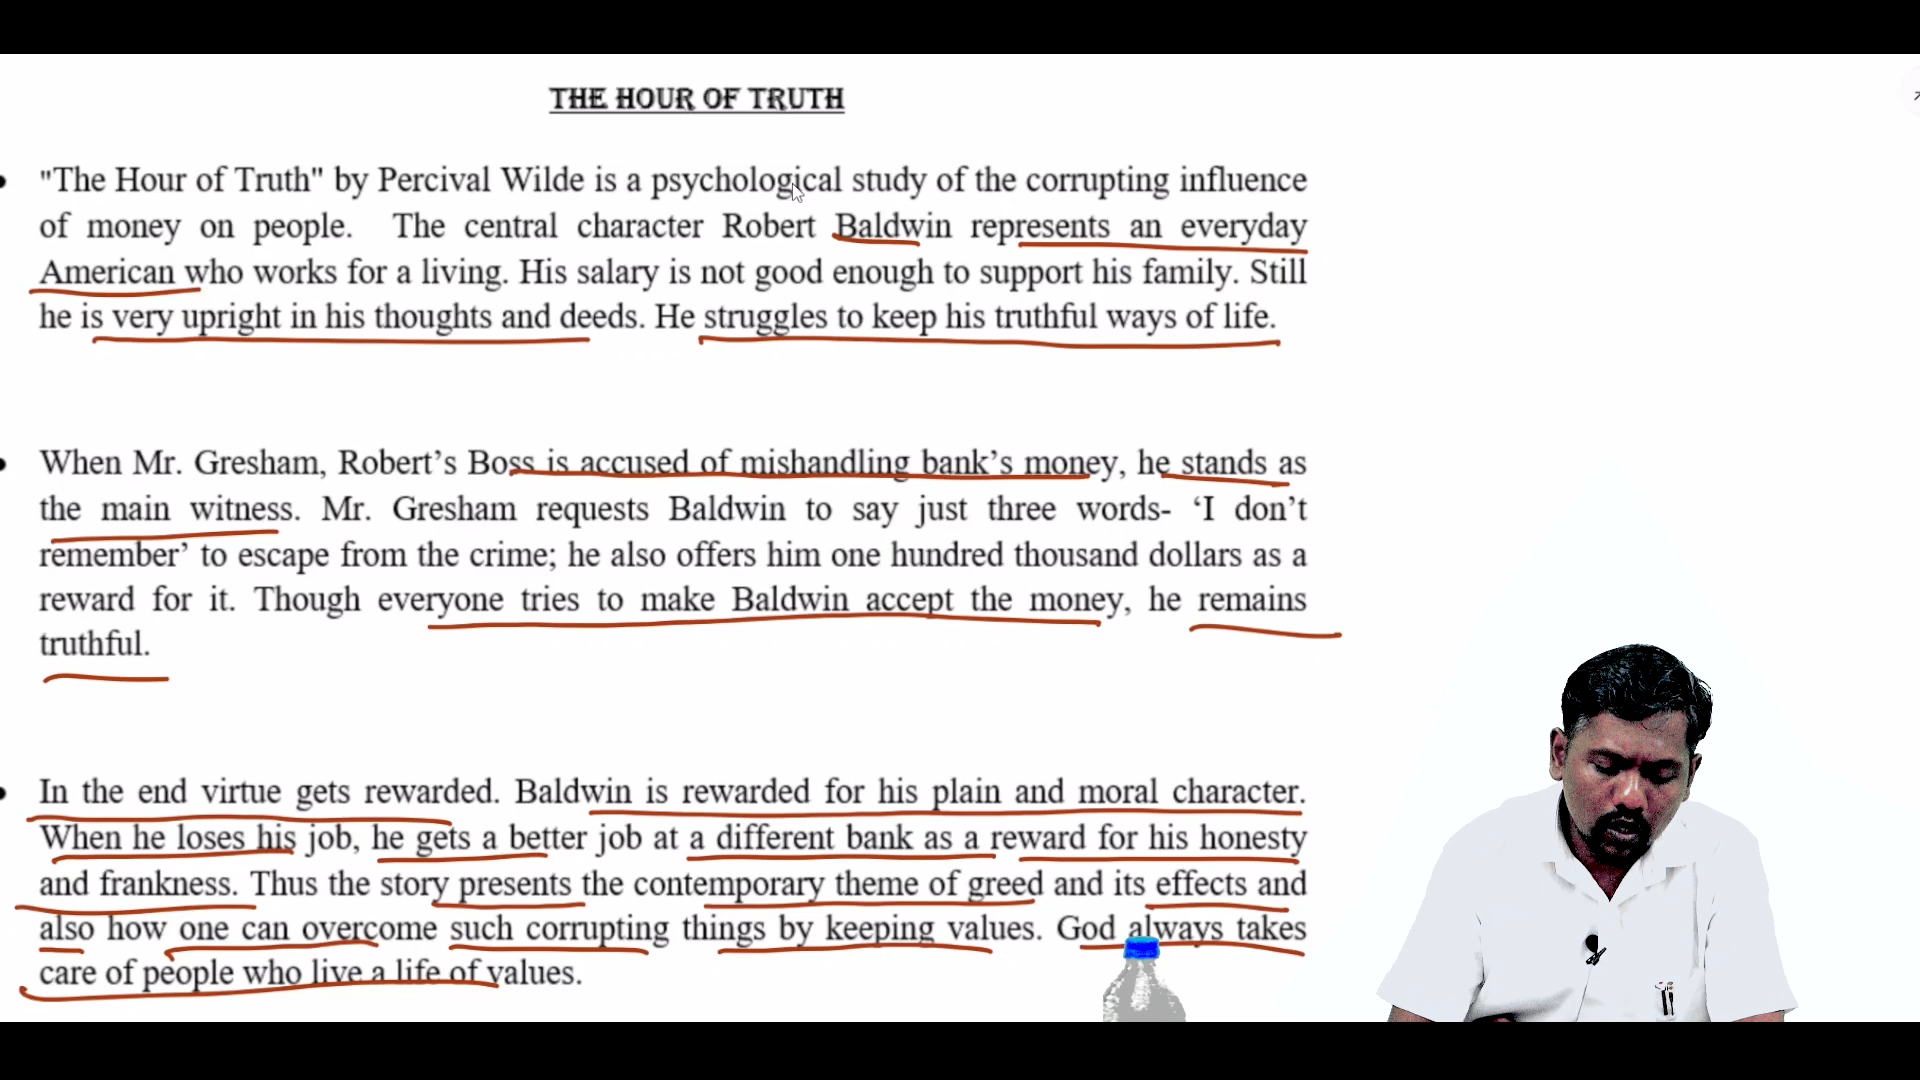 THE HOUR OF TRUTH
"The Hour of Truth" by Percival Wilde is a psychological study of the corrupting influence
of money on people. The central character Robert Baldwin represents an everyday
American who works for a living. His salary is not good enough to support his family. Still
he is very upright in his thoughts and deeds. He struggles to keep his truthful ways of life.
When Mr. Gresham, Robert’s Boss is accused of mishandling bank’s money, he stands as
the main witness. Mr. Gresham requests Baldwin to say just three words- ‘I don’t
remember’ to escape from the crime; he also offers him one hundred thousand dollars as a
reward for it. Though everyone tries to make Baldwin accept the money, he remains
truthful.
In the end virtue gets rewarded. Baldwin is rewarded for his plain and moral character.
When he loses his job, he gets a better job at a different bank as a reward for his honesty
and frankness. Thus the story presents the contemporary theme of greed and its effects and
also how one can overcome such corrupting things by keeping values. God always takes
care of people who live a life of values.